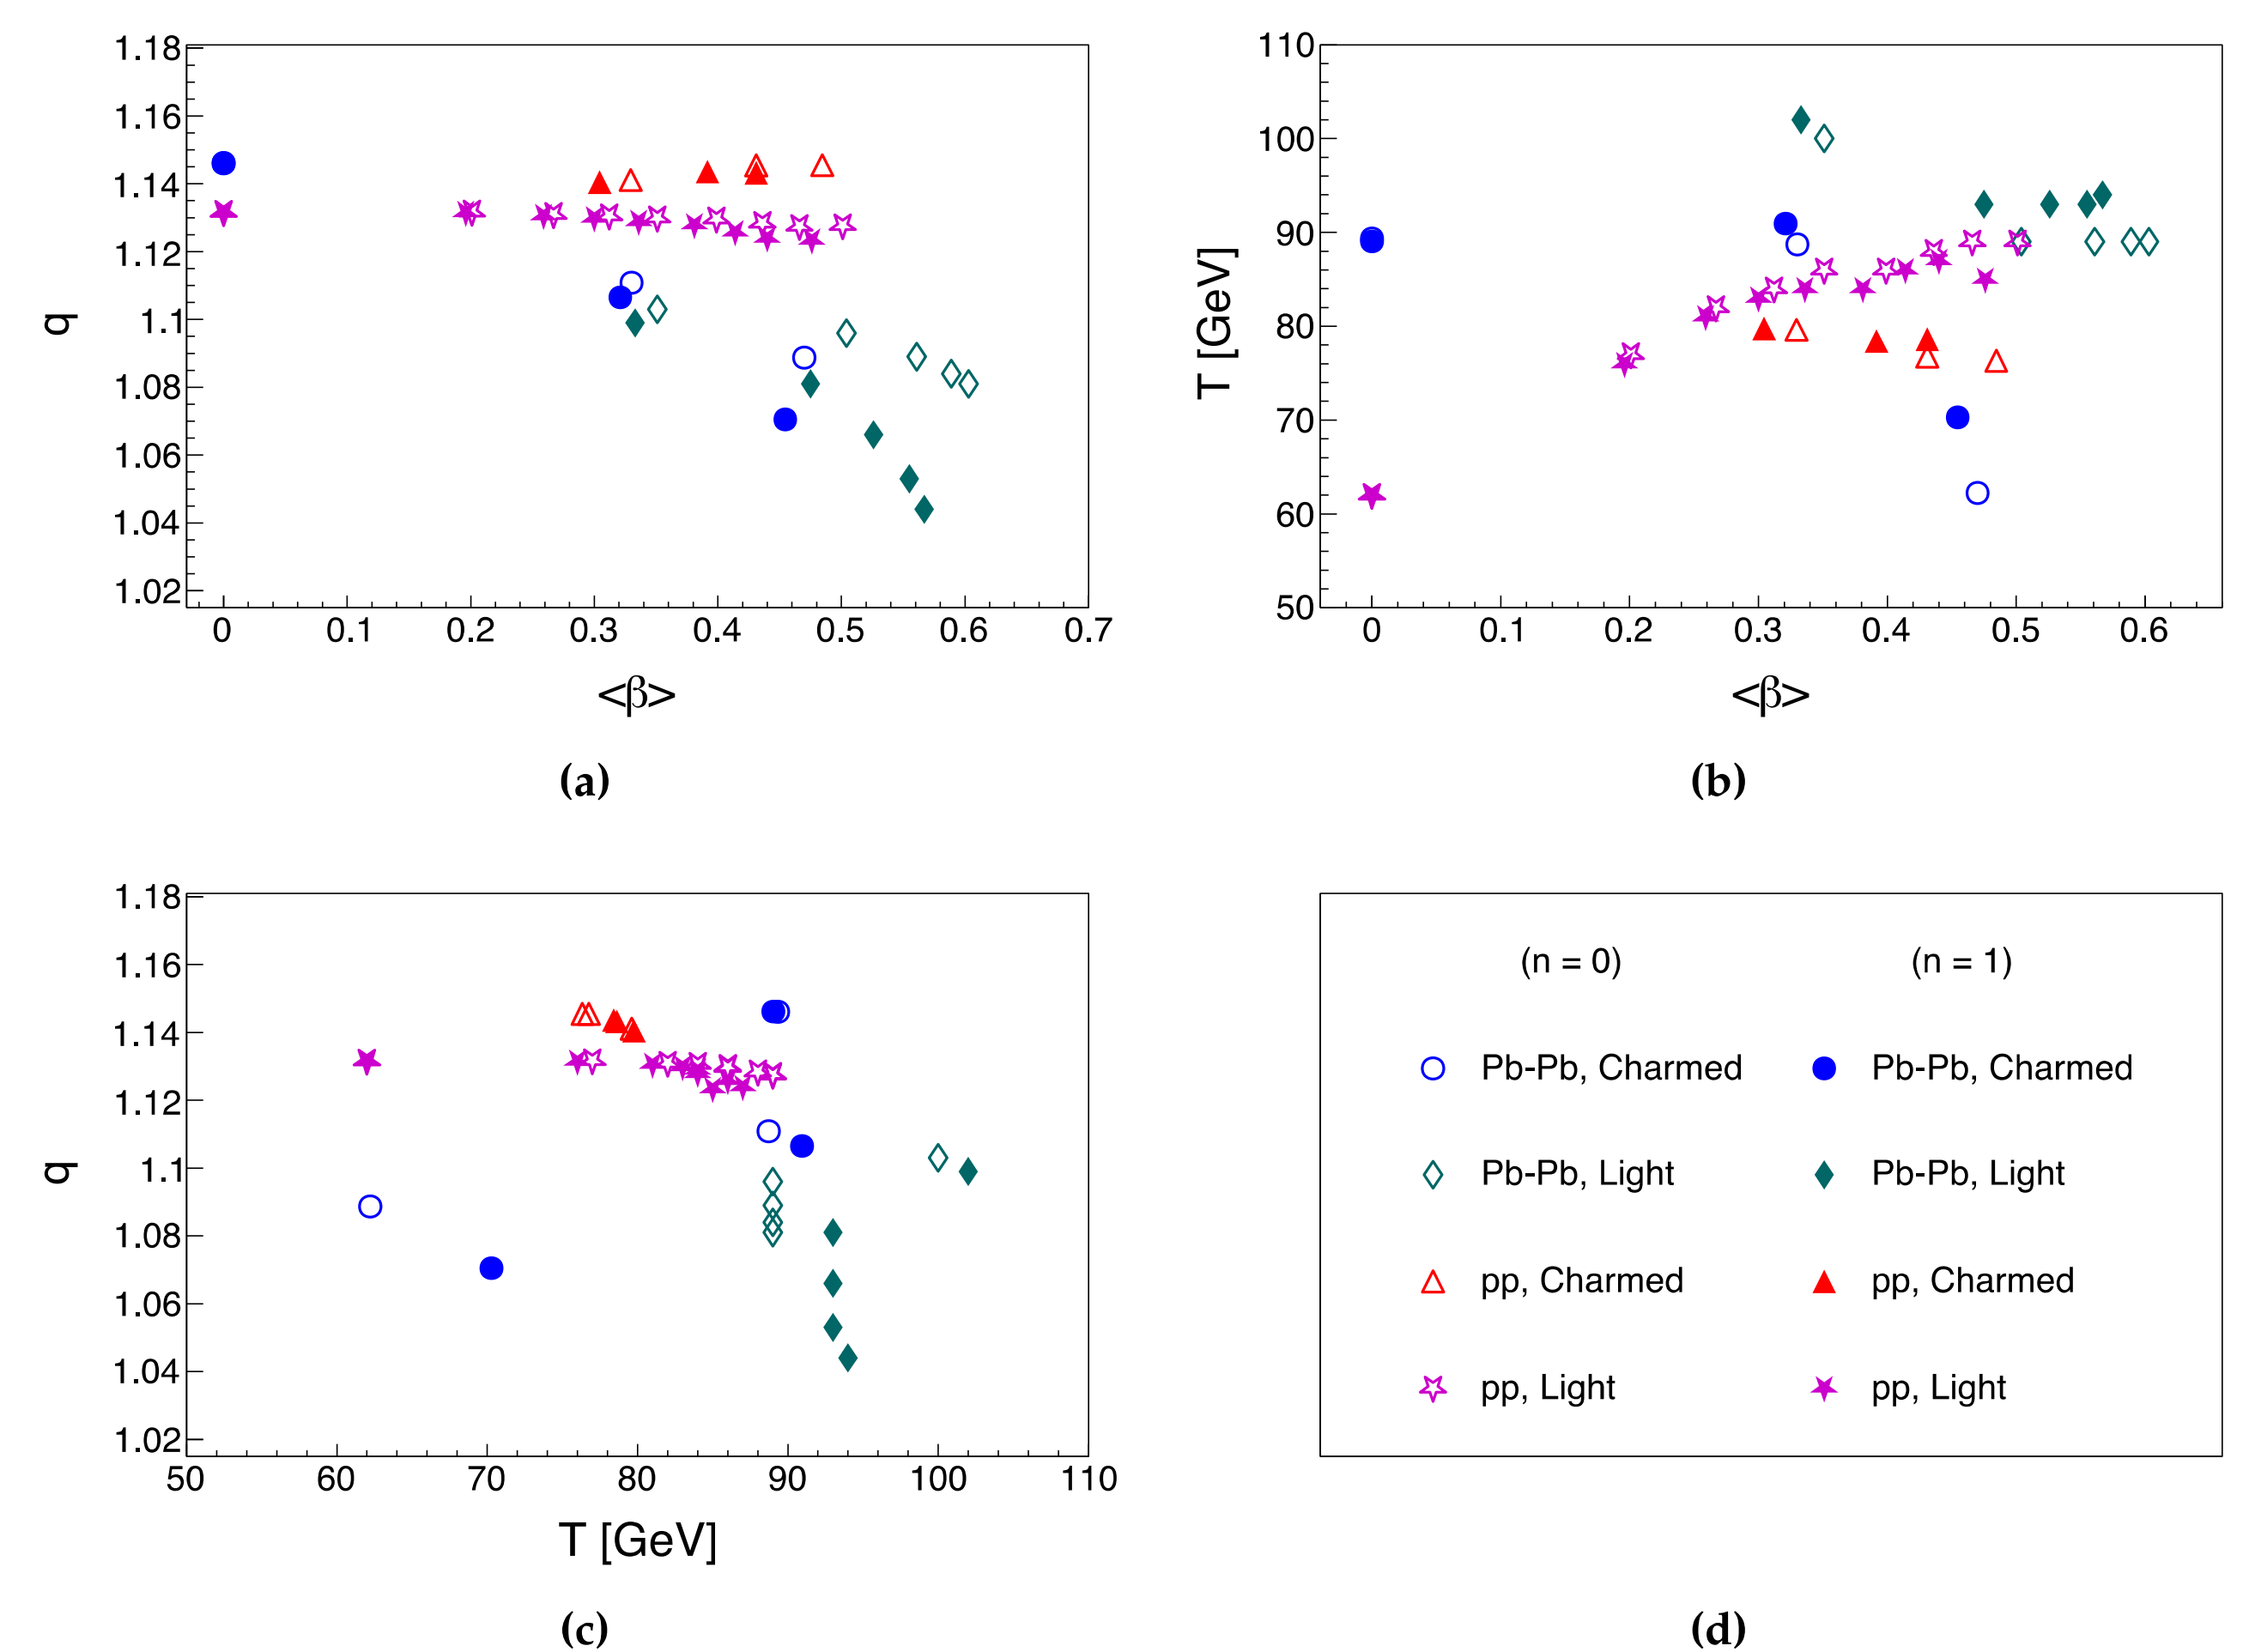 1.18
1.16
1.14
1.12
1.1
1.08
1.06
1.04
1.02
q
0 0.1 0.2 0.3 0.4 0.5 0.6 0.7
<β>
(a)
110
100
90
80
70
60
50
T [GeV]
0 0.1 0.2 0.3 0.4 0.5 0.6
<β>
(b)
1.18
1.16
1.14
1.12
1.1
1.08
1.06
1.04
1.02
q
50 60 70 80 90 100 110
T [GeV]
(c)
(n = 0) (n = 1)
Pb-Pb, Charmed Pb-Pb, Charmed
Pb-Pb, Light Pb-Pb, Light
pp, Charmed pp, Charmed
pp, Light pp, Light
(d)